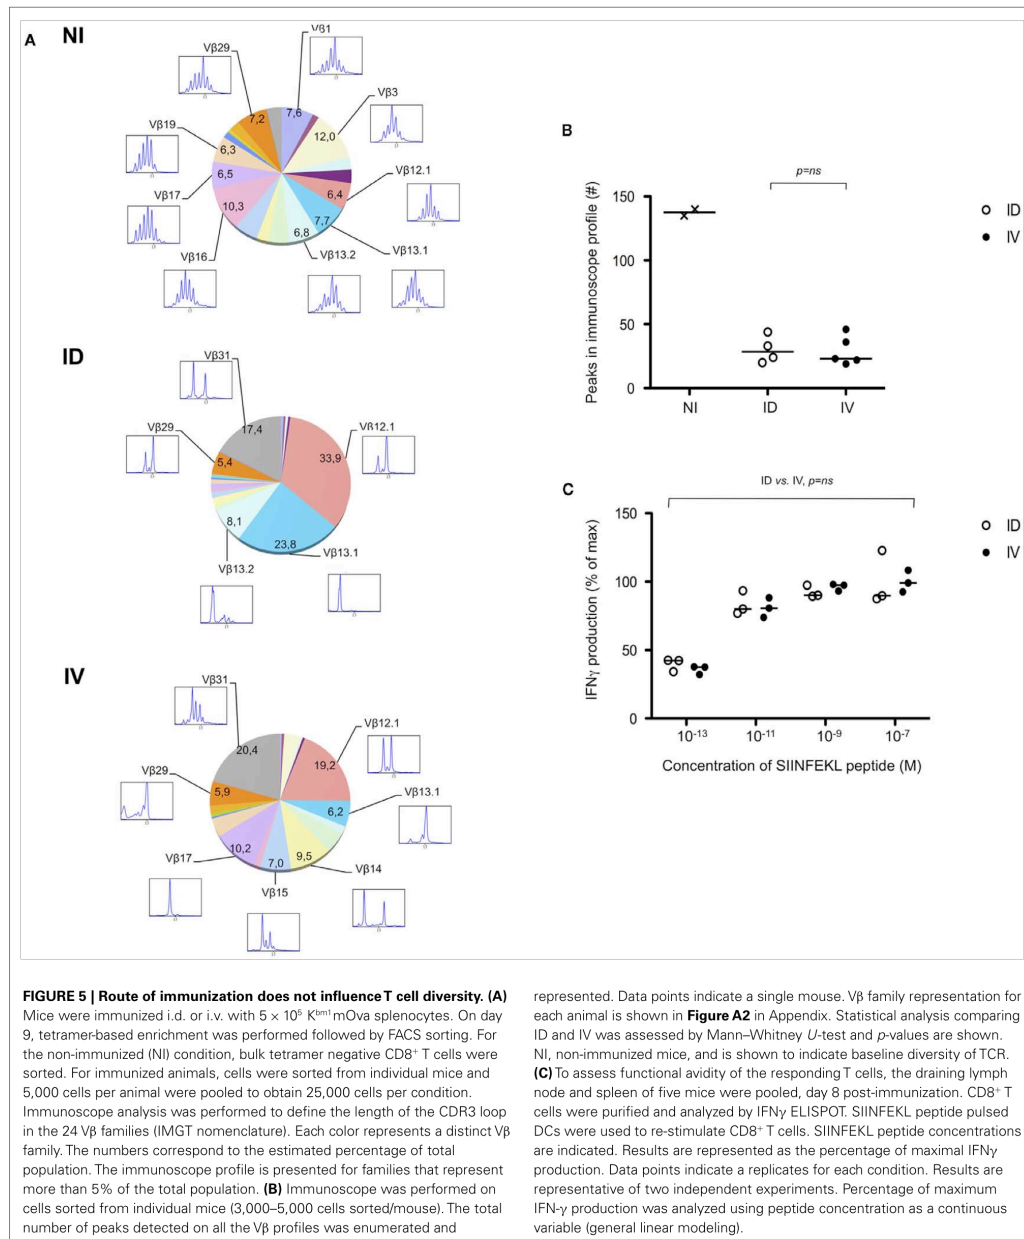 A
NI
Vβ29
Vβ1
Vβ3
Vβ19
Vβ12.1
Vβ17
Vβ16
Vβ13.2
Vβ13.1
7,2
7,6
12,0
6,3
6,5
6,4
10,3
7,7
6,8
ID
Vβ31
Vβ29
Vβ12.1
17,4
5,4
33,9
8,1
23,8
Vβ13.1
Vβ13.2
IV
Vβ31
Vβ12.1
20,4
19,2
Vβ29
5,9
Vβ13.1
6,2
10,2
9,5
7,0
Vβ17
Vβ14
Vβ15
B
p=ns
Peaks in immunoscope profile (#)
150
100
50
0
NI
ID
IV
ID
IV
C
ID vs. IV, p=ns
IFNγ production (% of max)
150
100
50
0
10-13
10-11
10-9
10-7
Concentration of SIINFEKL peptide (M)
ID
IV
FIGURE 5 | Route of immunization does not influence T cell diversity. (A)
Mice were immunized i.d. or i.v. with 5 × 10⁵ Kbm1mOva splenocytes. On day
9, tetramer-based enrichment was performed followed by FACS sorting. For
the non-immunized (NI) condition, bulk tetramer negative CD8⁺ T cells were
sorted. For immunized animals, cells were sorted from individual mice and
5,000 cells per animal were pooled to obtain 25,000 cells per condition.
Immunoscope analysis was performed to define the length of the CDR3 loop
in the 24 Vβ families (IMGT nomenclature). Each color represents a distinct Vβ
family. The numbers correspond to the estimated percentage of total
population. The immunoscope profile is presented for families that represent
more than 5% of the total population. (B) Immunoscope was performed on
cells sorted from individual mice (3,000–5,000 cells sorted/mouse). The total
number of peaks detected on all the Vβ profiles was enumerated and
represented. Data points indicate a single mouse. Vβ family representation for
each animal is shown in Figure A2 in Appendix. Statistical analysis comparing
ID and IV was assessed by Mann–Whitney U-test and p-values are shown.
NI, non-immunized mice, and is shown to indicate baseline diversity of TCR.
(C) To assess functional avidity of the responding T cells, the draining lymph
node and spleen of five mice were pooled, day 8 post-immunization. CD8⁺ T
cells were purified and analyzed by IFNγ ELISPOT. SIINFEKL peptide pulsed
DCs were used to re-stimulate CD8⁺ T cells. SIINFEKL peptide concentrations
are indicated. Results are represented as the percentage of maximal IFNγ
production. Data points indicate a replicates for each condition. Results are
representative of two independent experiments. Percentage of maximum
IFN-γ production was analyzed using peptide concentration as a continuous
variable (general linear modeling).